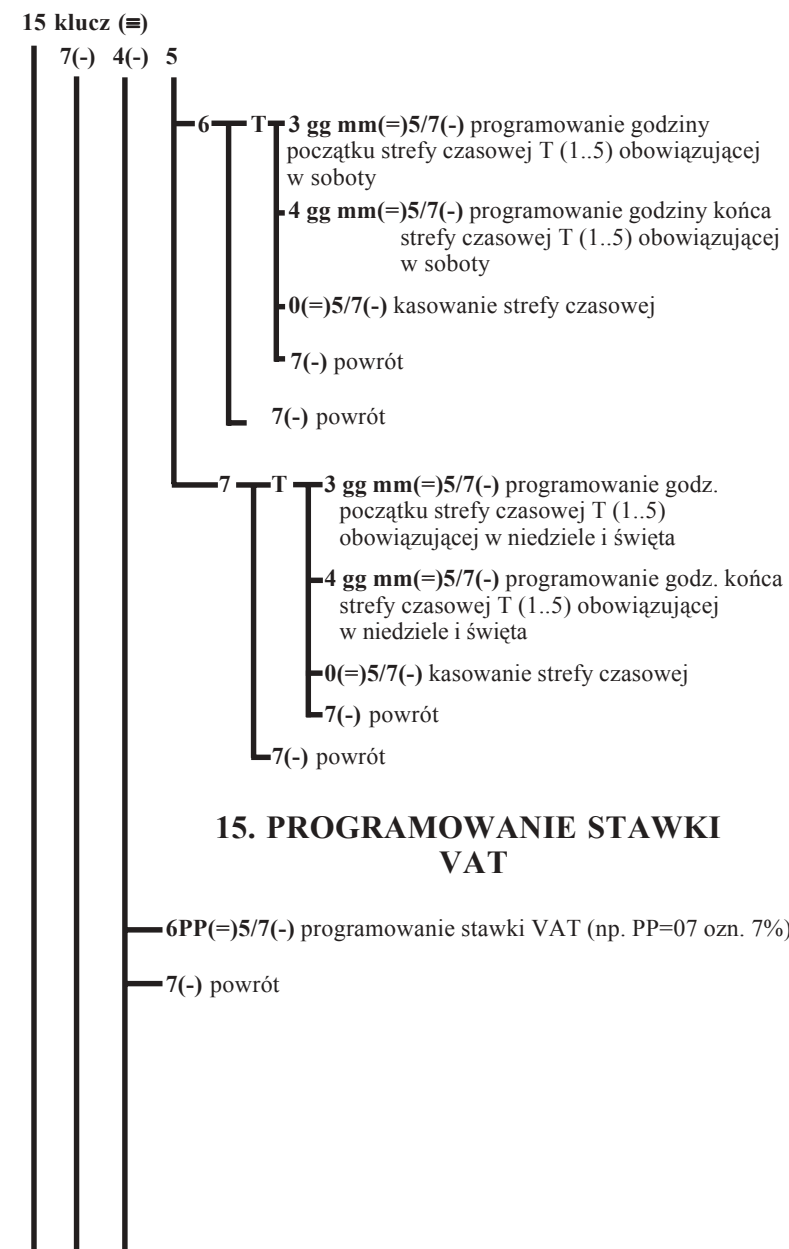 15 klucz (≡)
7(-) 4(-) 5
6 T 3 gg mm(=)5/7(-) programowanie godziny
początku strefy czasowej T (1..5) obowiązującej
w soboty
4 gg mm(=)5/7(-) programowanie godziny końca
strefy czasowej T (1..5) obowiązującej
w soboty
0(=)5/7(-) kasowanie strefy czasowej
7(-) powrót
7(-) powrót
7 T 3 gg mm(=)5/7(-) programowanie godz.
początku strefy czasowej T (1..5)
obowiązującej w niedziele i święta
4 gg mm(=)5/7(-) programowanie godz. końca
strefy czasowej T (1..5) obowiązującej
w niedziele i święta
0(=)5/7(-) kasowanie strefy czasowej
7(-) powrót
7(-) powrót
15. PROGRAMOWANIE STAWKI
VAT
6PP(=)5/7(-) programowanie stawki VAT (np. PP=07 ozn. 7%)
7(-) powrót